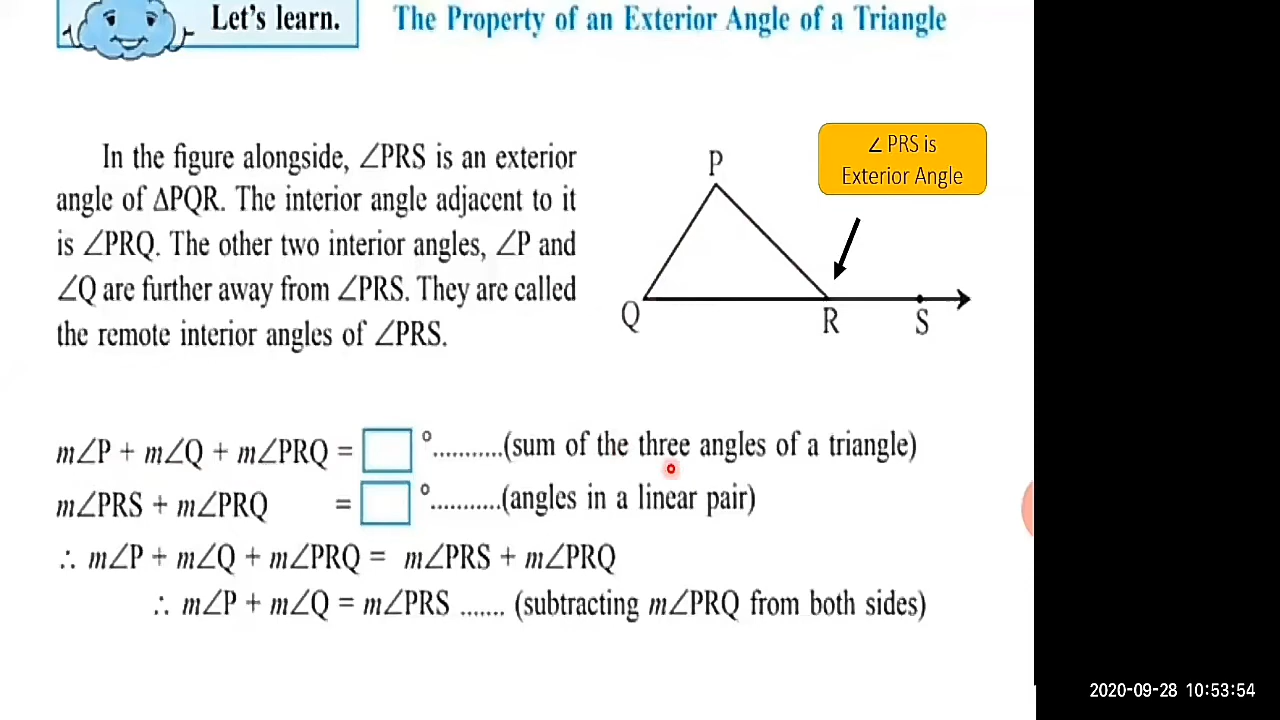 Let's learn.
The Property of an Exterior Angle of a Triangle
In the figure alongside, ∠PRS is an exterior
angle of ΔPQR. The interior angle adjacent to it
is ∠PRQ. The other two interior angles, ∠P and
∠Q are further away from ∠PRS. They are called
the remote interior angles of ∠PRS.
∠ PRS is
Exterior Angle
P
Q
R
S
m∠P + m∠Q + m∠PRQ = □ °...........(sum of the three angles of a triangle)
m∠PRS + m∠PRQ = □ °...........(angles in a linear pair)
∴ m∠P + m∠Q + m∠PRQ = m∠PRS + m∠PRQ
∴ m∠P + m∠Q = m∠PRS ....... (subtracting m∠PRQ from both sides)
2020-09-28 10:53:54